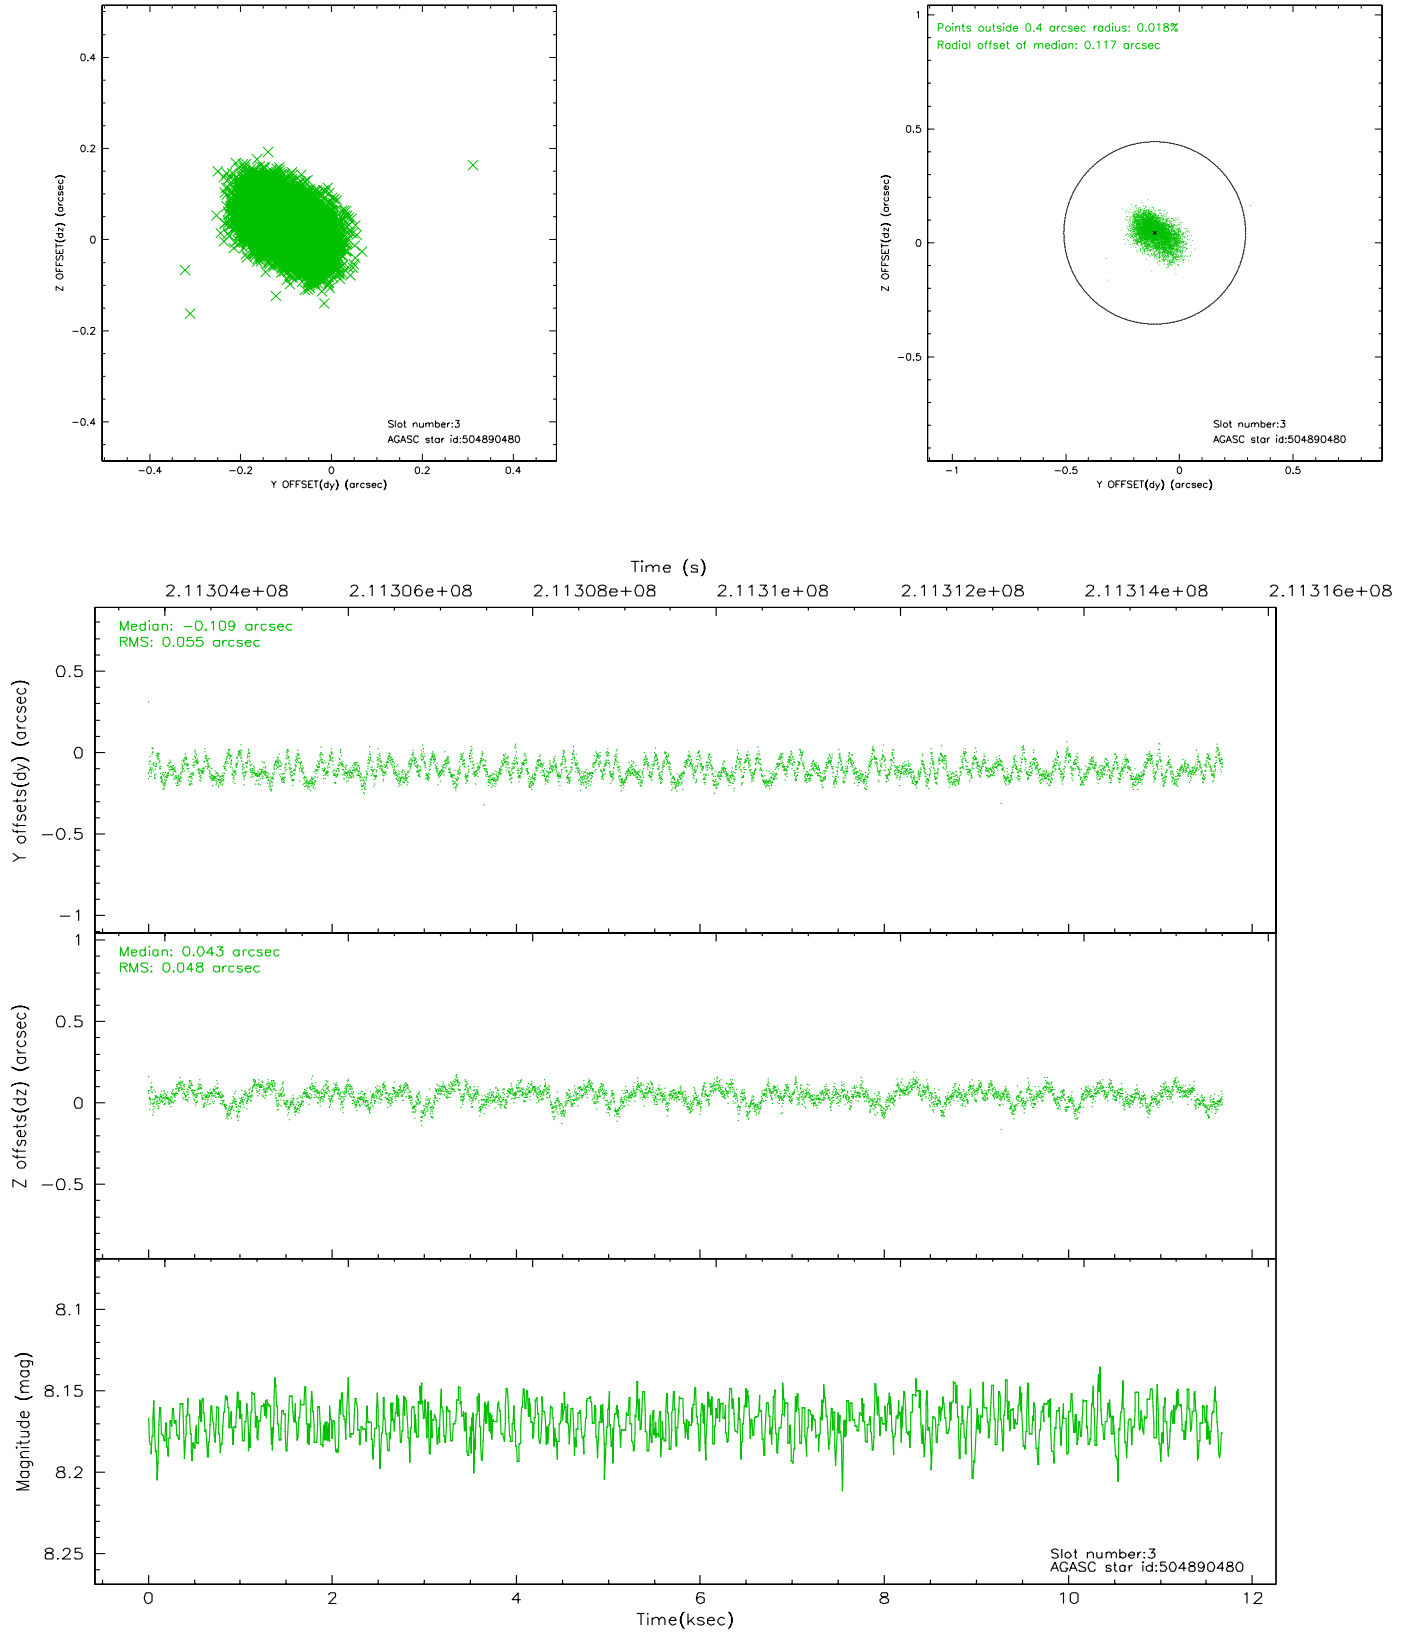 0.4
0.2
0
−0.2
−0.4
Z OFFSET(dz) (arcsec)
Slot number:3
AGASC star id:504890480
−0.4 −0.2 0 0.2 0.4
Y OFFSET(dy) (arcsec)
Points outside 0.4 arcsec radius: 0.018%
Radial offset of median: 0.117 arcsec
1
0.5
0
−0.5
−1
Z OFFSET(dz) (arcsec)
Slot number:3
AGASC star id:504890480
−1 −0.5 0 0.5
Y OFFSET(dy) (arcsec)
Time (s)
2.11304e+08 2.11306e+08 2.11308e+08 2.1131e+08 2.11312e+08 2.11314e+08 2.11316e+08
Median: −0.109 arcsec
RMS: 0.055 arcsec
0.5
0
−0.5
−1
Y offsets(dy) (arcsec)
Median: 0.043 arcsec
RMS: 0.048 arcsec
1
0.5
0
−0.5
Z offsets(dz) (arcsec)
8.1
8.15
8.2
8.25
Magnitude (mag)
Slot number:3
AGASC star id:504890480
0 2 4 6 8 10 12
Time(ksec)